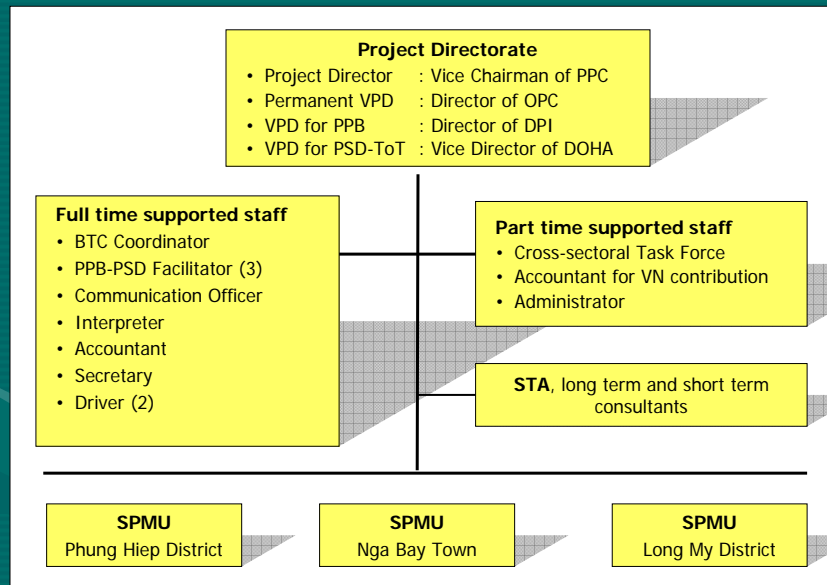 Project Directorate
• Project Director : Vice Chairman of PPC
• Permanent VPD : Director of OPC
• VPD for PPB : Director of DPI
• VPD for PSD-ToT : Vice Director of DOHA
Full time supported staff
• BTC Coordinator
• PPB-PSD Facilitator (3)
• Communication Officer
• Interpreter
• Accountant
• Secretary
• Driver (2)
Part time supported staff
• Cross-sectoral Task Force
• Accountant for VN contribution
• Administrator
STA, long term and short term
consultants
SPMU
Phung Hiep District
SPMU
Nga Bay Town
SPMU
Long My District